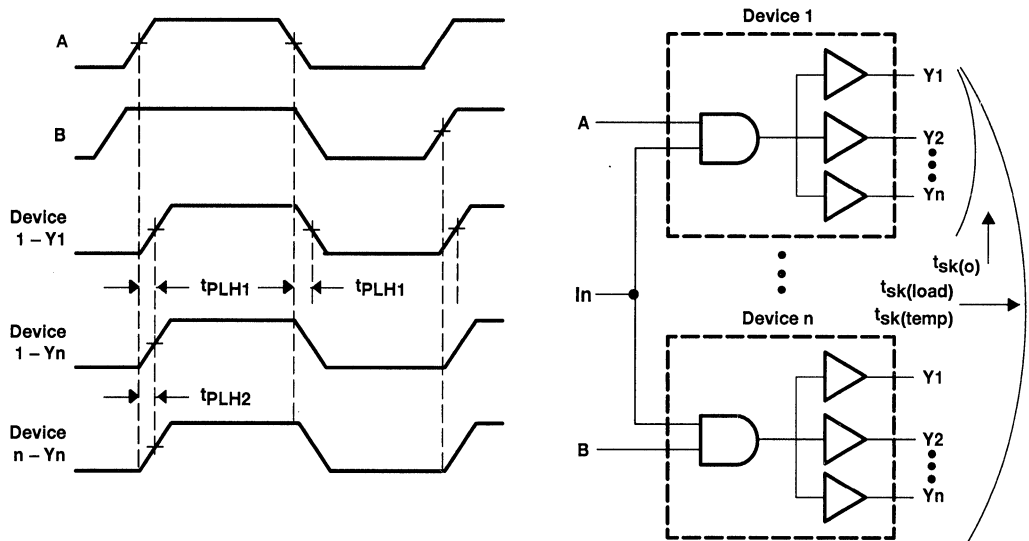 A
B
Device
1 – Y1
tPLH1
tPLH1
Device
1 – Yn
tPLH2
Device
n – Yn
Device 1
A
Y1
Y2
Yn
tsk(o)
In
tsk(load)
tsk(temp)
Device n
B
Y1
Y2
Yn